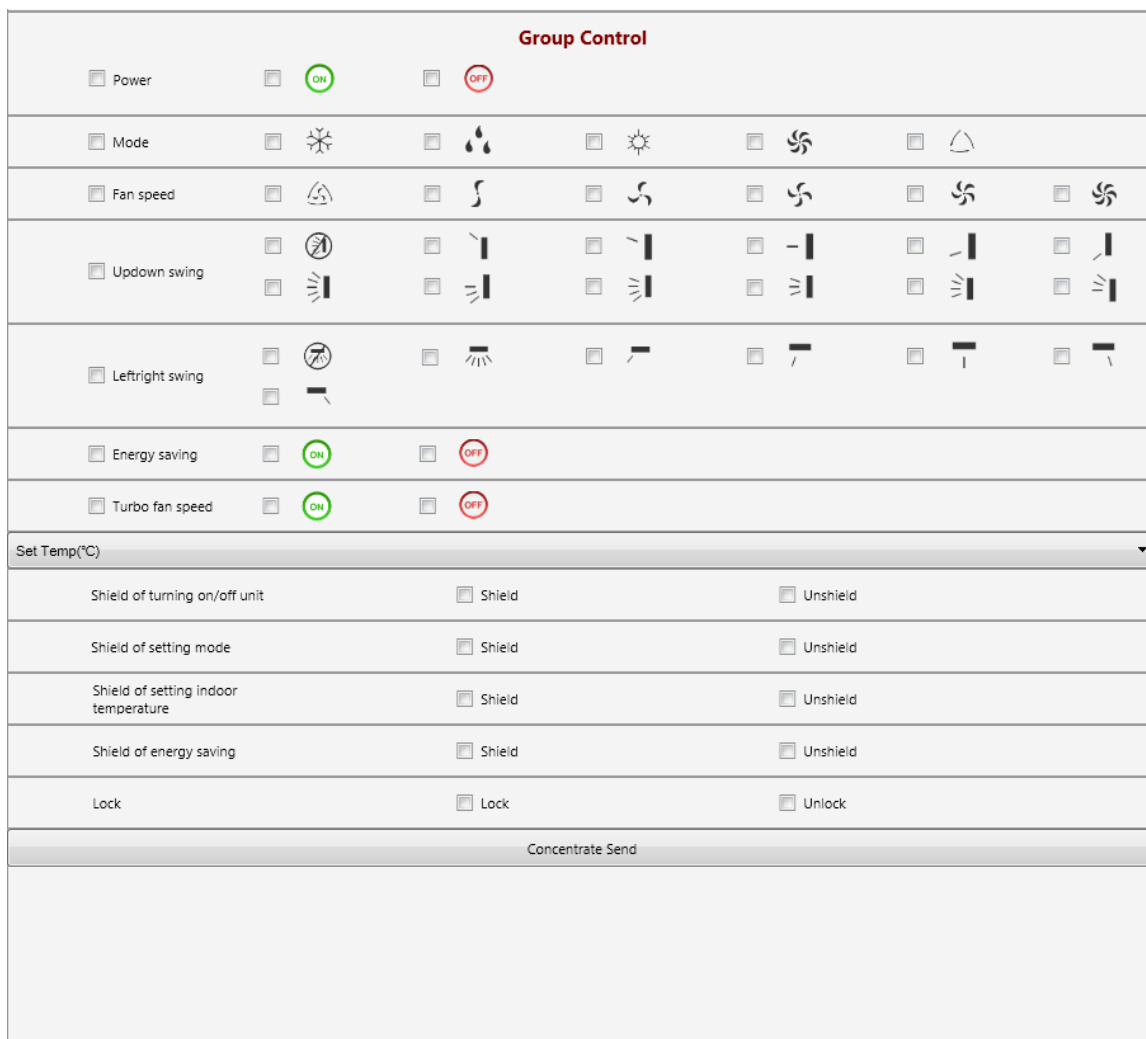 Group Control
Power ON OFF
Mode
Fan speed
Updown swing
Leftright swing
Energy saving ON OFF
Turbo fan speed ON OFF
Set Temp(℃)
Shield of turning on/off unit Shield Unshield
Shield of setting mode Shield Unshield
Shield of setting indoor
temperature Shield Unshield
Shield of energy saving Shield Unshield
Lock Lock Unlock
Concentrate Send